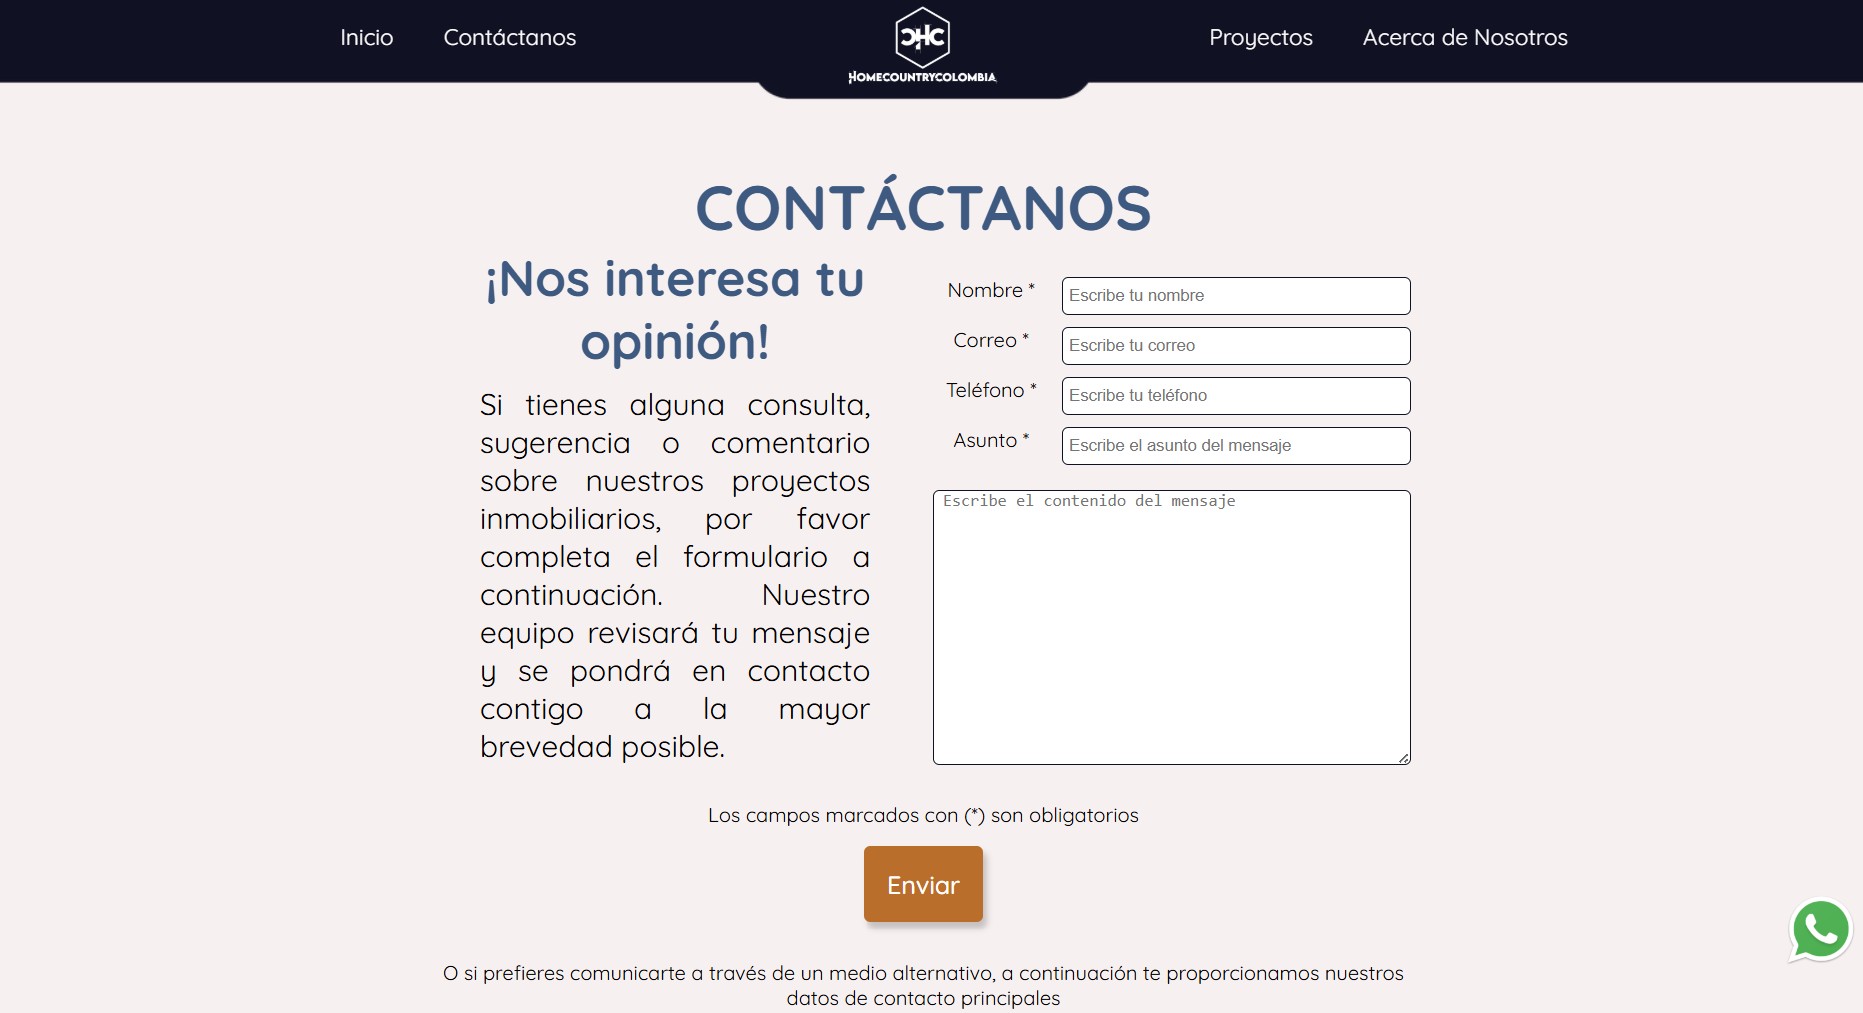 Inicio
Contáctanos
CHC
HOMECOUNTRYCOLOMBIA
Proyectos
Acerca de Nosotros
CONTÁCTANOS
¡Nos interesa tu
opinión!
Si tienes alguna consulta,
sugerencia o comentario
sobre nuestros proyectos
inmobiliarios, por favor
completa el formulario a
continuación. Nuestro
equipo revisará tu mensaje
y se pondrá en contacto
contigo a la mayor
brevedad posible.
Nombre *
Escribe tu nombre
Correo *
Escribe tu correo
Teléfono *
Escribe tu teléfono
Asunto *
Escribe el asunto del mensaje
Escribe el contenido del mensaje
Los campos marcados con (*) son obligatorios
Enviar
O si prefieres comunicarte a través de un medio alternativo, a continuación te proporcionamos nuestros
datos de contacto principales